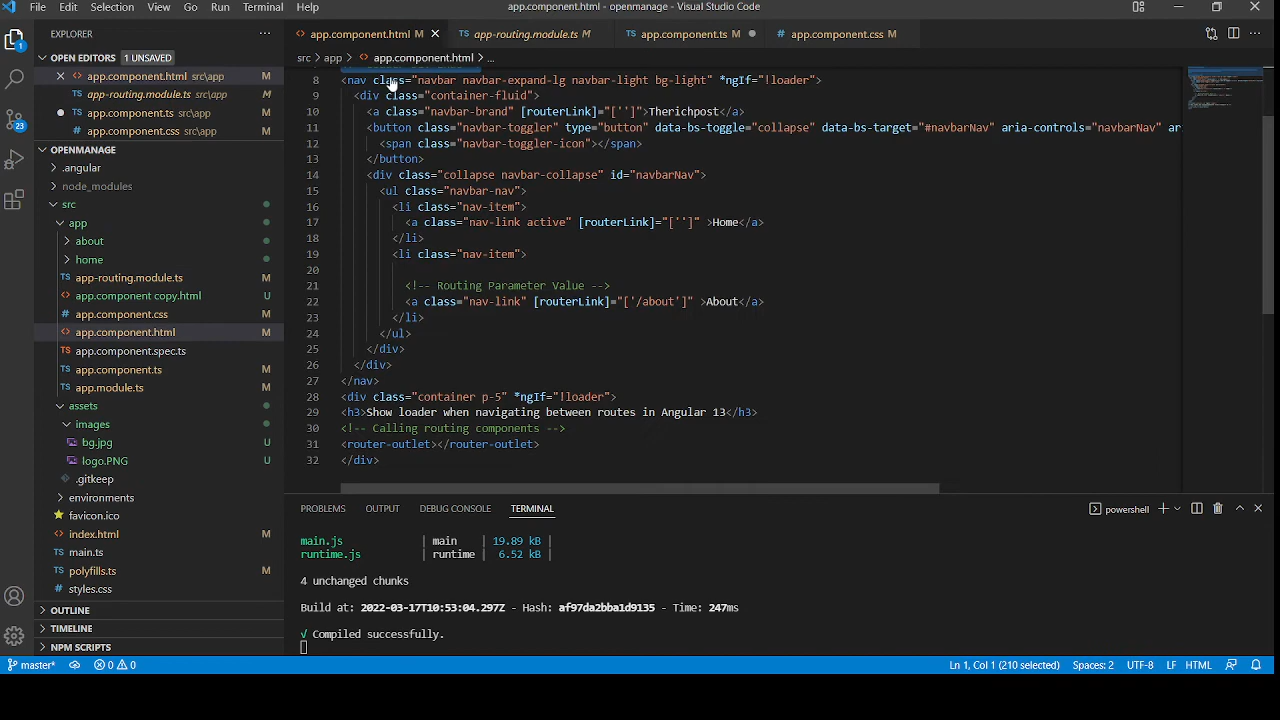 File Edit Selection View Go Run Terminal Help
app.component.html - openmanage - Visual Studio Code
EXPLORER
OPEN EDITORS 1 UNSAVED
app.component.html src\app M
app-routing.module.ts src\app M
app.component.ts src\app M
app.component.css src\app M
OPENMANAGE
.angular
node_modules
src
app
about
home
app-routing.module.ts M
app.component copy.html U
app.component.css M
app.component.html M
app.component.spec.ts
app.component.ts M
app.module.ts M
assets
images
bg.jpg U
logo.PNG U
.gitkeep
environments
favicon.ico
index.html M
main.ts
polyfills.ts M
styles.css
OUTLINE
TIMELINE
NPM SCRIPTS
1
23
app.component.html M
app-routing.module.ts M
app.component.ts M
app.component.css M
src > app > app.component.html > ...
8 <nav class="navbar navbar-expand-lg navbar-light bg-light" *ngIf="!loader">
9 <div class="container-fluid">
10 <a class="navbar-brand" [routerLink]="['']">Therichpost</a>
11 <button class="navbar-toggler" type="button" data-bs-toggle="collapse" data-bs-target="#navbarNav" aria-controls="navbarNav" ar
12 <span class="navbar-toggler-icon"></span>
13 </button>
14 <div class="collapse navbar-collapse" id="navbarNav">
15 <ul class="navbar-nav">
16 <li class="nav-item">
17 <a class="nav-link active" [routerLink]="['']" >Home</a>
18 </li>
19 <li class="nav-item">
20
21 <!-- Routing Parameter Value -->
22 <a class="nav-link" [routerLink]="['/about']" >About</a>
23 </li>
24 </ul>
25 </div>
26 </div>
27 </nav>
28 <div class="container p-5" *ngIf="!loader">
29 <h3>Show loader when navigating between routes in Angular 13</h3>
30 <!-- Calling routing components -->
31 <router-outlet></router-outlet>
32 </div>
PROBLEMS OUTPUT DEBUG CONSOLE TERMINAL
powershell
main.js | main | 19.89 kB |
runtime.js | runtime | 6.52 kB |
4 unchanged chunks
Build at: 2022-03-17T10:53:04.297Z - Hash: af97da2bba1d9135 - Time: 247ms
√ Compiled successfully.
master* 0 0
Ln 1, Col 1 (210 selected) Spaces: 2 UTF-8 LF HTML